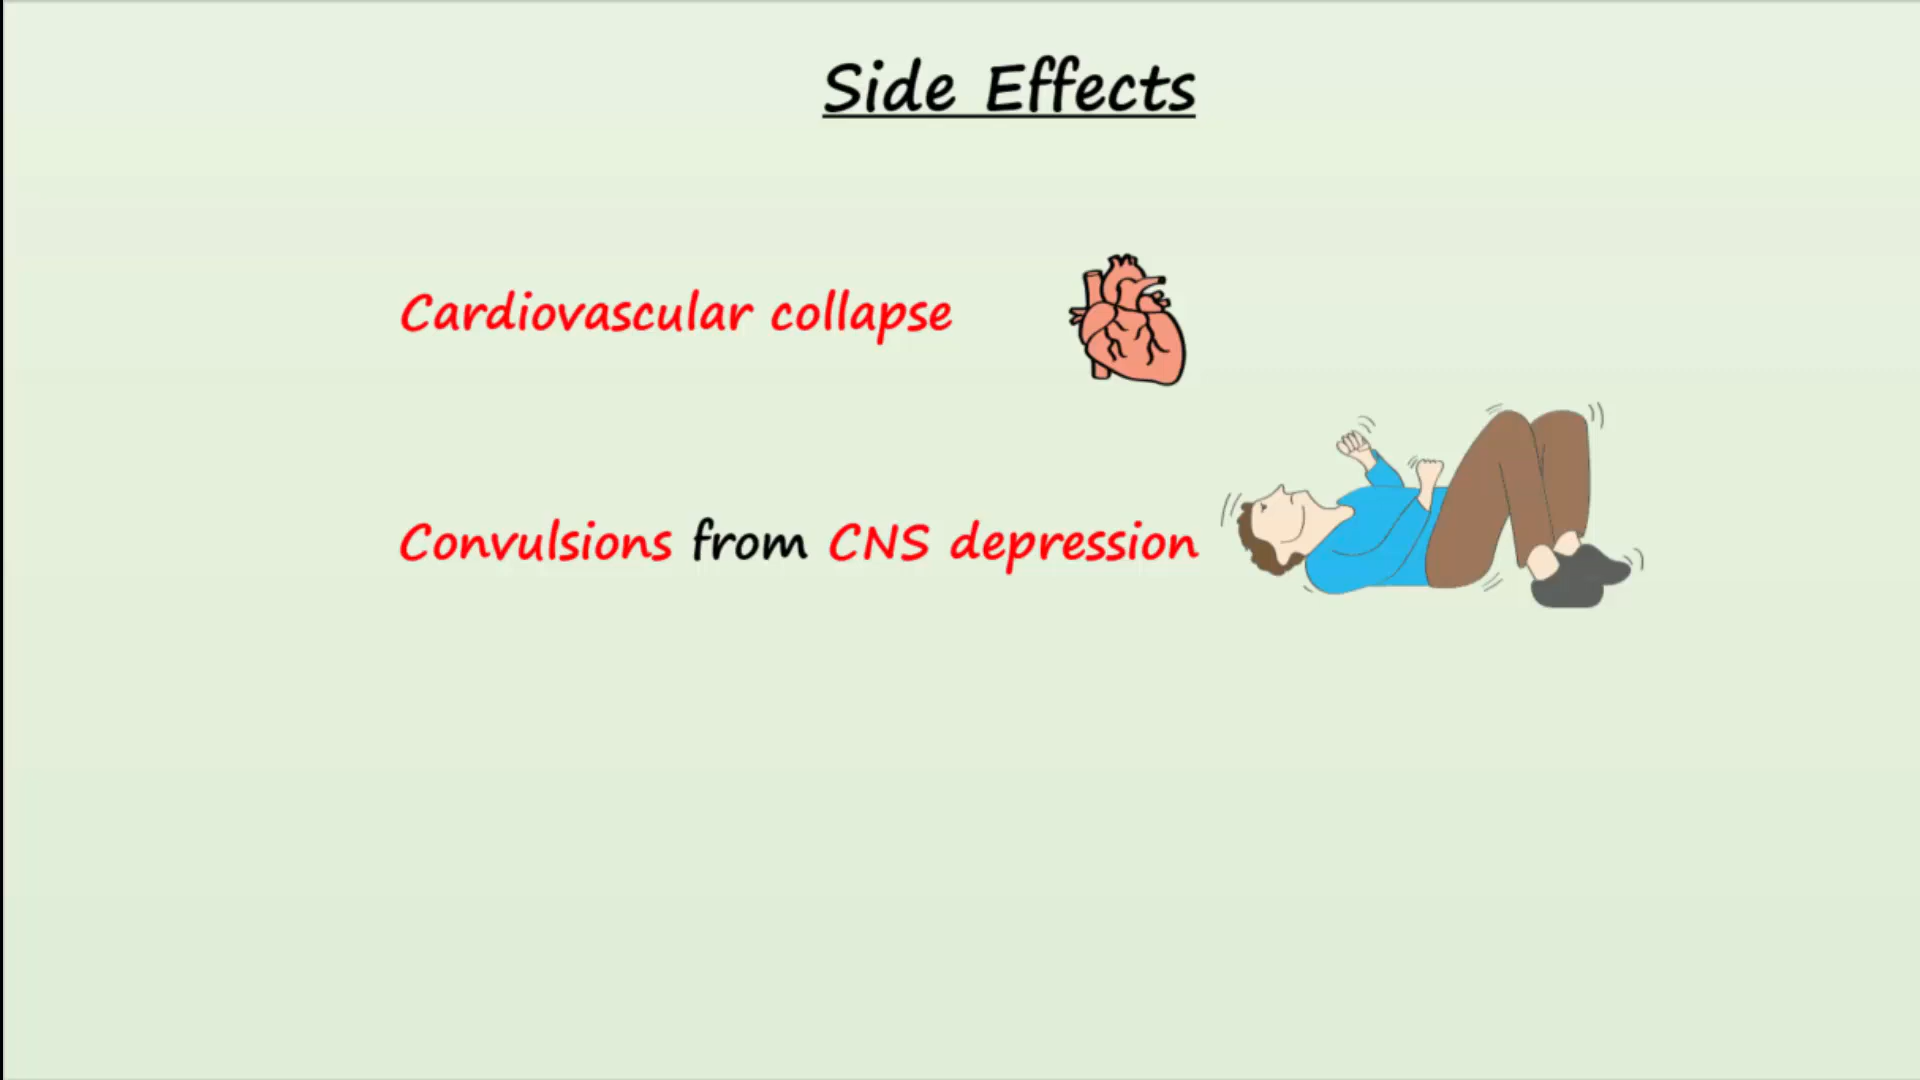 Side Effects
Cardiovascular collapse
Convulsions from CNS depression